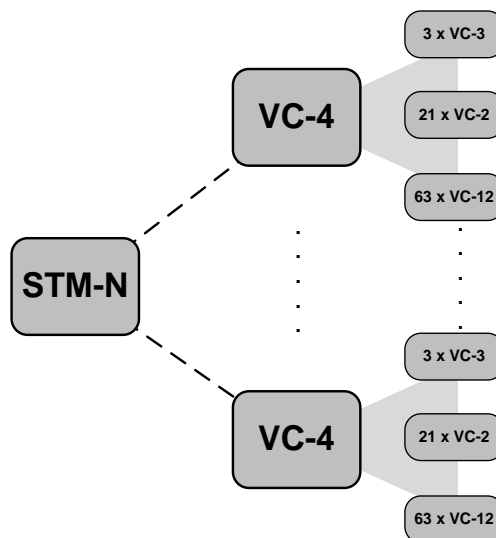 3 x VC-3
VC-4
21 x VC-2
63 x VC-12
STM-N
3 x VC-3
VC-4
21 x VC-2
63 x VC-12